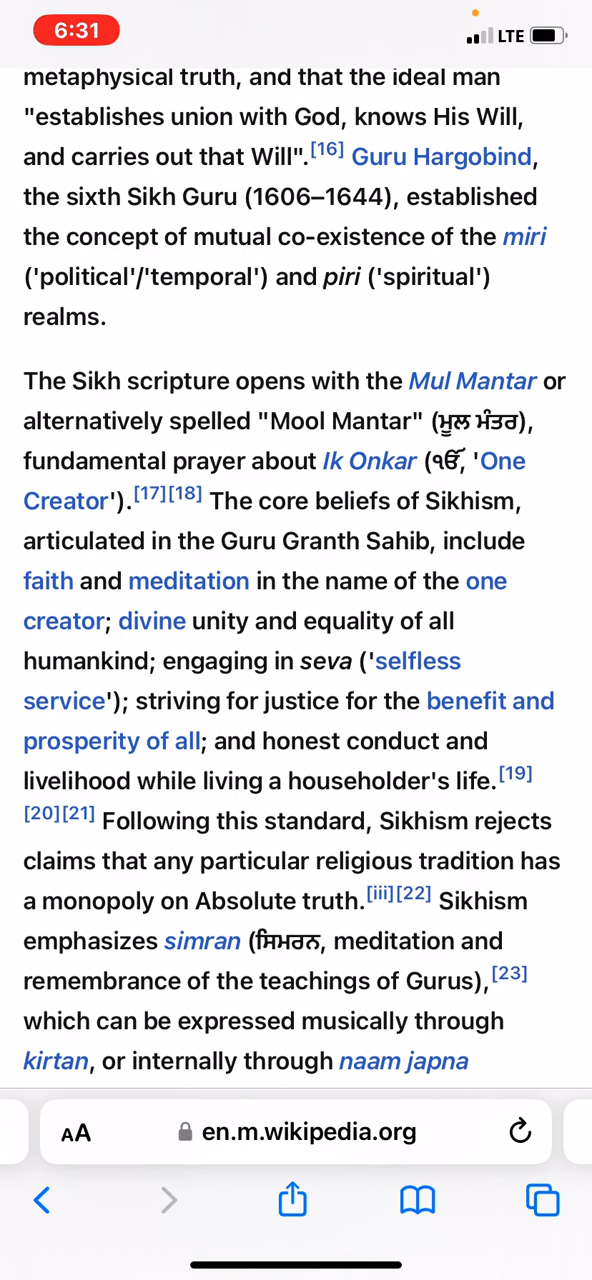 6:31
LTE
metaphysical truth, and that the ideal man
"establishes union with God, knows His Will,
and carries out that Will".[16] Guru Hargobind,
the sixth Sikh Guru (1606–1644), established
the concept of mutual co-existence of the miri
('political'/'temporal') and piri ('spiritual')
realms.
The Sikh scripture opens with the Mul Mantar or
alternatively spelled "Mool Mantar" (ਮੂਲ ਮੰਤਰ),
fundamental prayer about Ik Onkar (ੴ, 'One
Creator').[17][18] The core beliefs of Sikhism,
articulated in the Guru Granth Sahib, include
faith and meditation in the name of the one
creator; divine unity and equality of all
humankind; engaging in seva ('selfless
service'); striving for justice for the benefit and
prosperity of all; and honest conduct and
livelihood while living a householder's life.[19]
[20][21] Following this standard, Sikhism rejects
claims that any particular religious tradition has
a monopoly on Absolute truth.[iii][22] Sikhism
emphasizes simran (ਸਿਮਰਨ, meditation and
remembrance of the teachings of Gurus),[23]
which can be expressed musically through
kirtan, or internally through naam japna
AA en.m.wikipedia.org